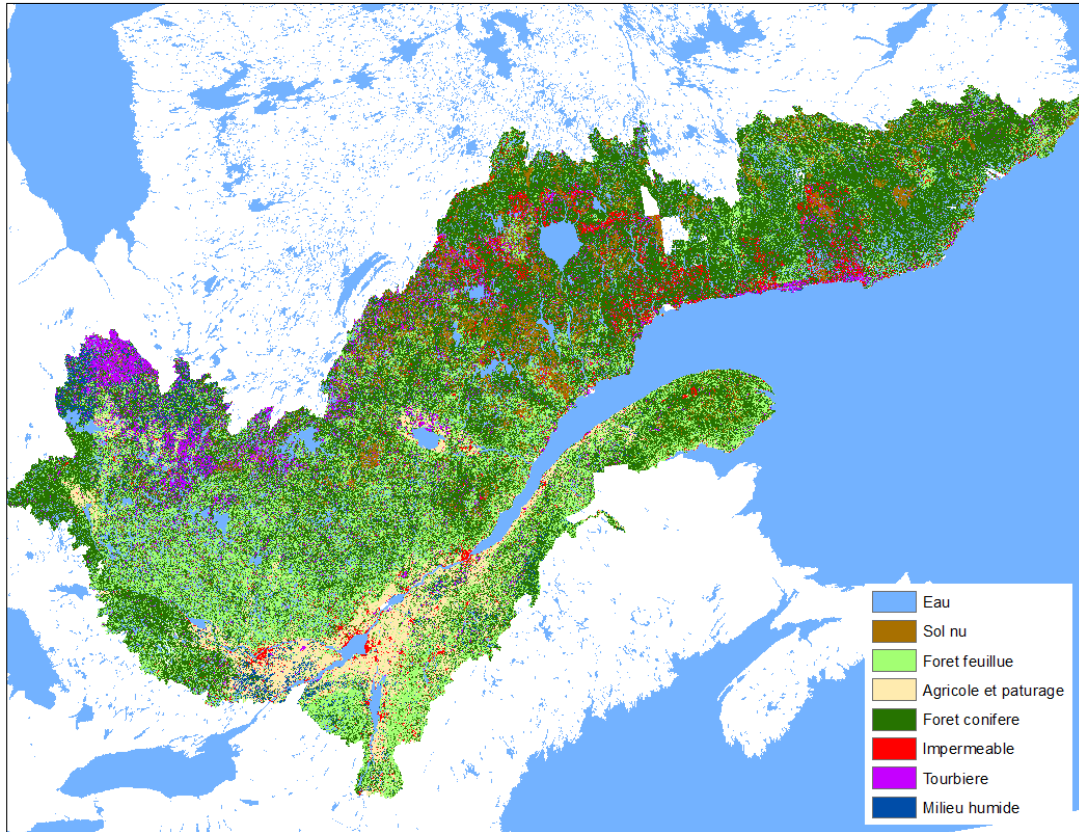 Eau
Sol nu
Foret feuillue
Agricole et paturage
Foret conifere
Impermeable
Tourbiere
Milieu humide